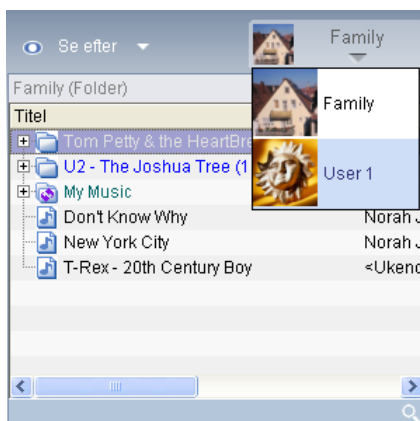 Se efter
Family
Family (Folder)
Family
Titel
Tom Petty & the HeartBre
U2 - The Joshua Tree (1
User 1
My Music
Don't Know Why Norah J
New York City Norah J
T-Rex - 20th Century Boy <Ukend